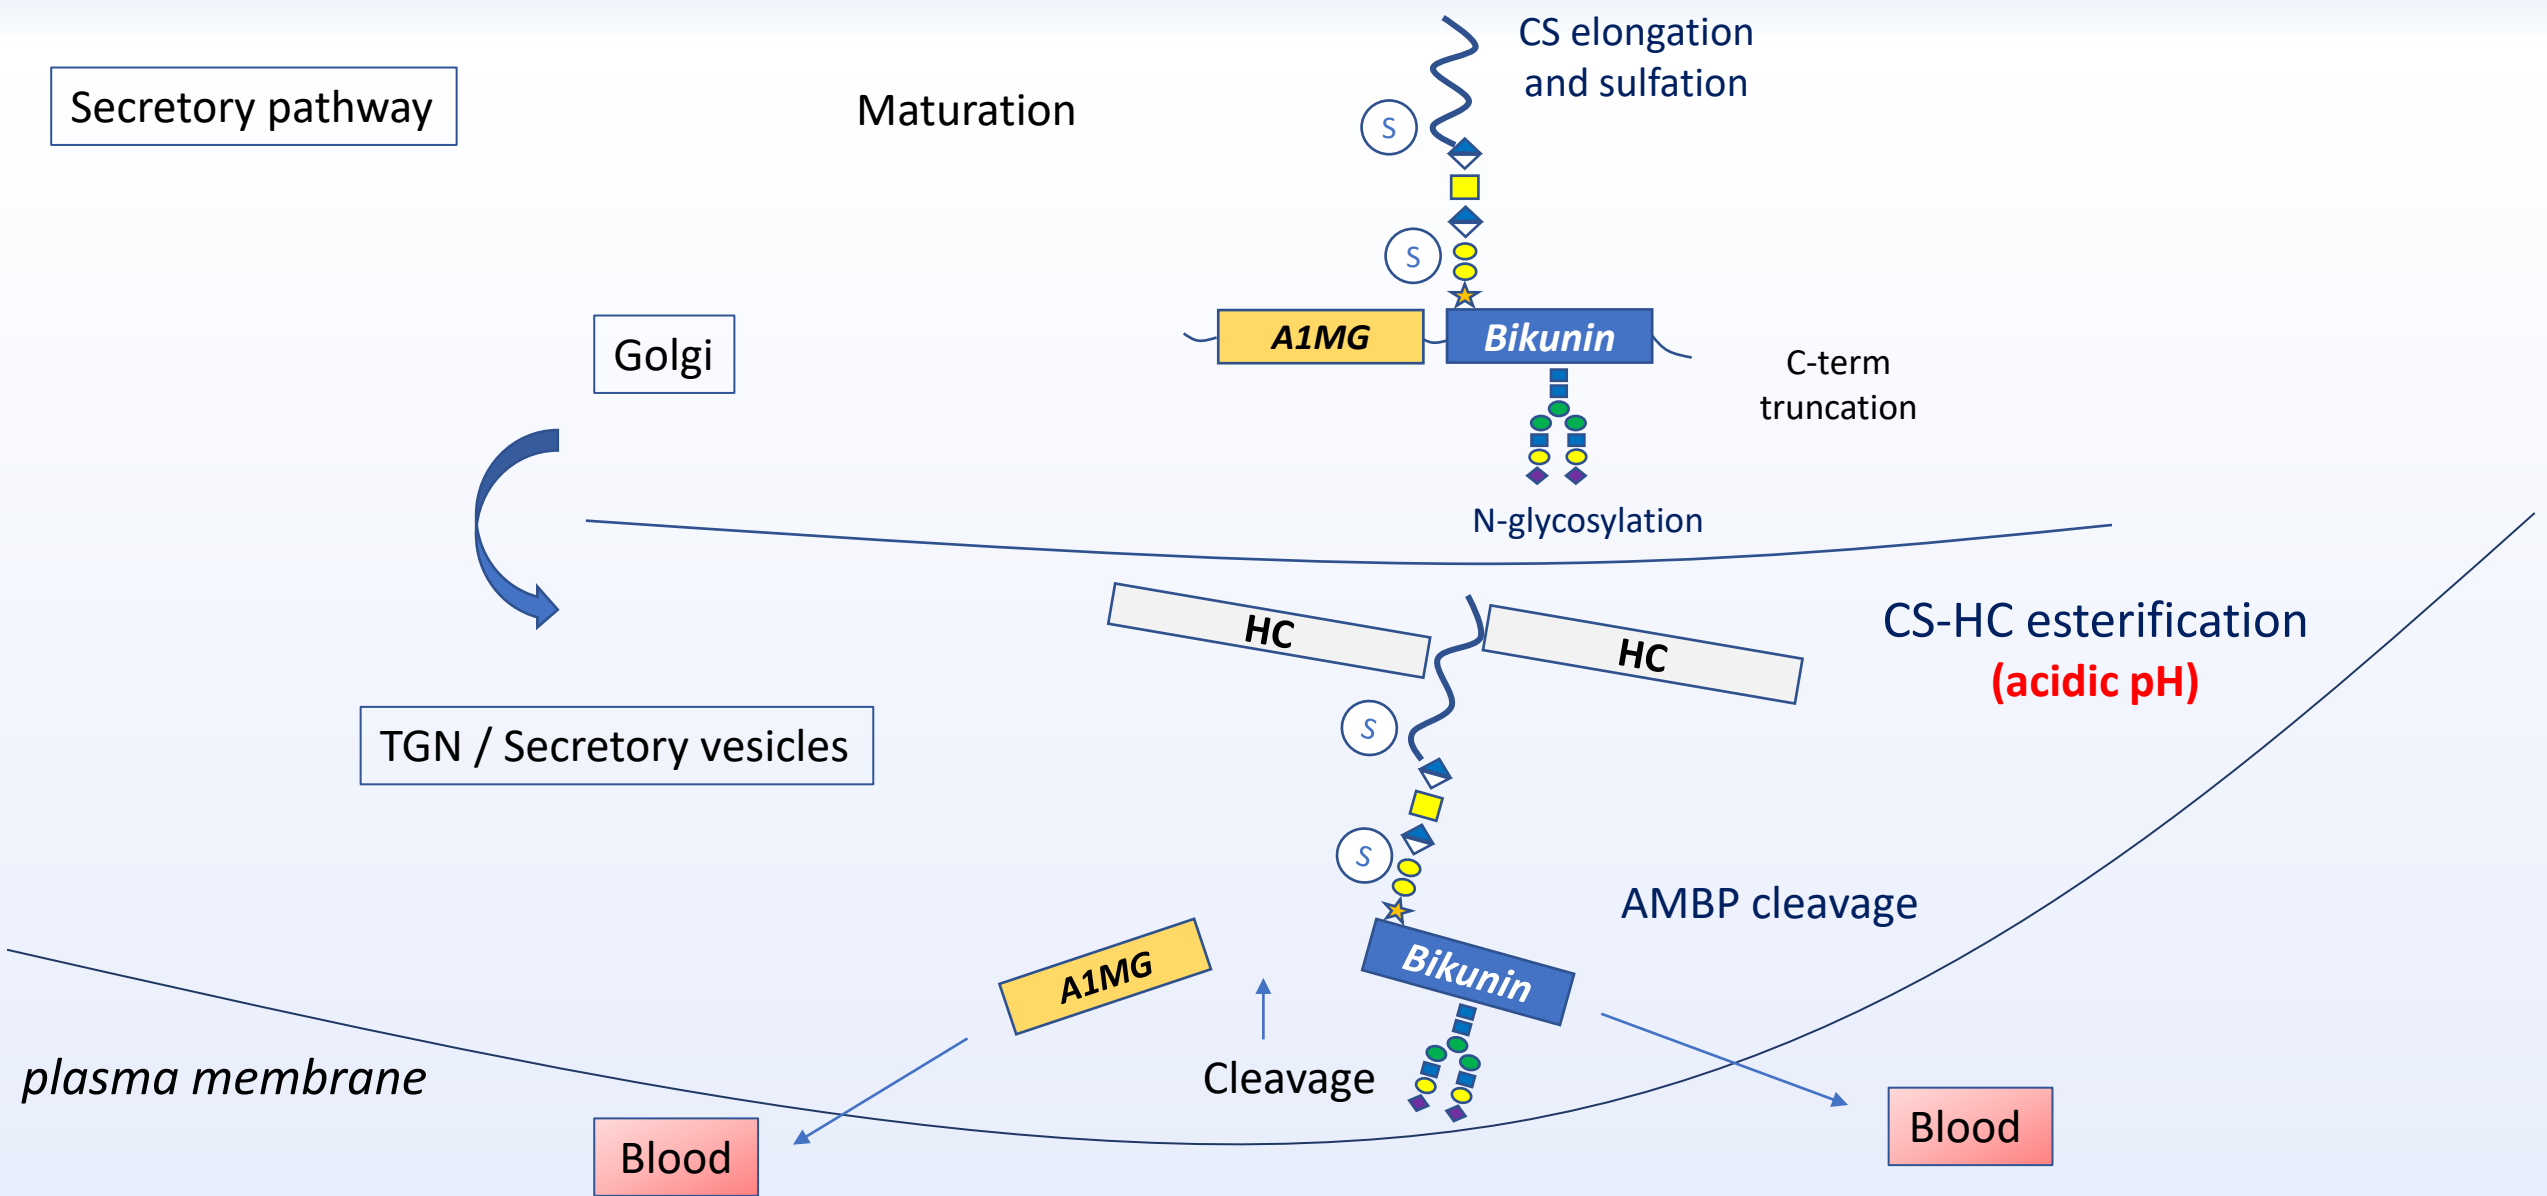 CS elongation
and sulfation
Secretory pathway
Maturation
S
S
A1MG
Bikunin
Golgi
C-term
truncation
N-glycosylation
HC
HC
CS-HC esterification
(acidic pH)
S
TGN / Secretory vesicles
S
AMBP cleavage
A1MG
Bikunin
plasma membrane
Cleavage
Blood
Blood